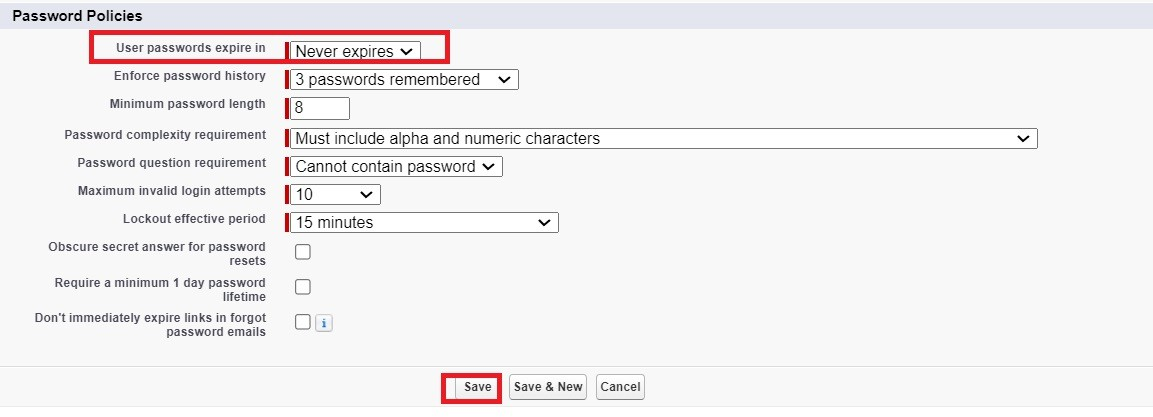 Password Policies
User passwords expire in Never expires
Enforce password history 3 passwords remembered
Minimum password length 8
Password complexity requirement Must include alpha and numeric characters
Password question requirement Cannot contain password
Maximum invalid login attempts 10
Lockout effective period 15 minutes
Obscure secret answer for password
resets
Require a minimum 1 day password
lifetime
Don't immediately expire links in forgot
password emails i
Save Save & New Cancel